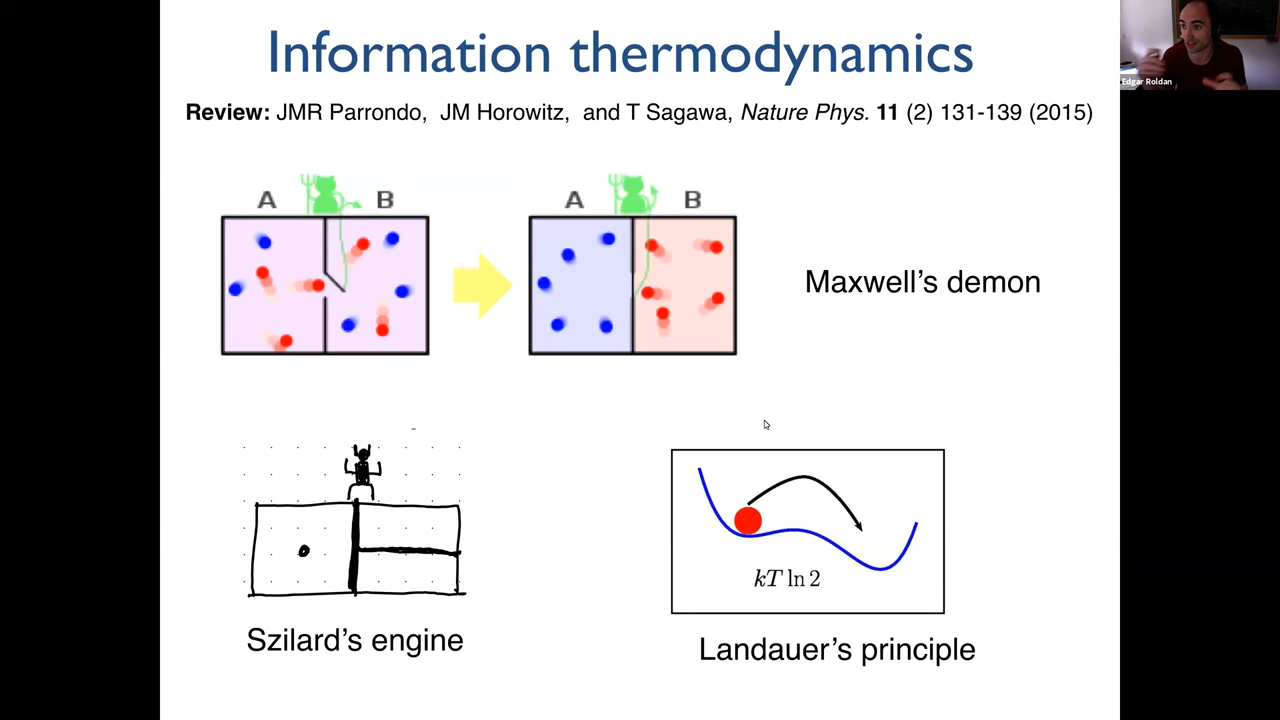 Information thermodynamics
Edgar Roldan
Review: JMR Parrondo, JM Horowitz, and T Sagawa, Nature Phys. 11 (2) 131-139 (2015)
A B A B
Maxwell's demon
kT ln 2
Szilard's engine
Landauer's principle